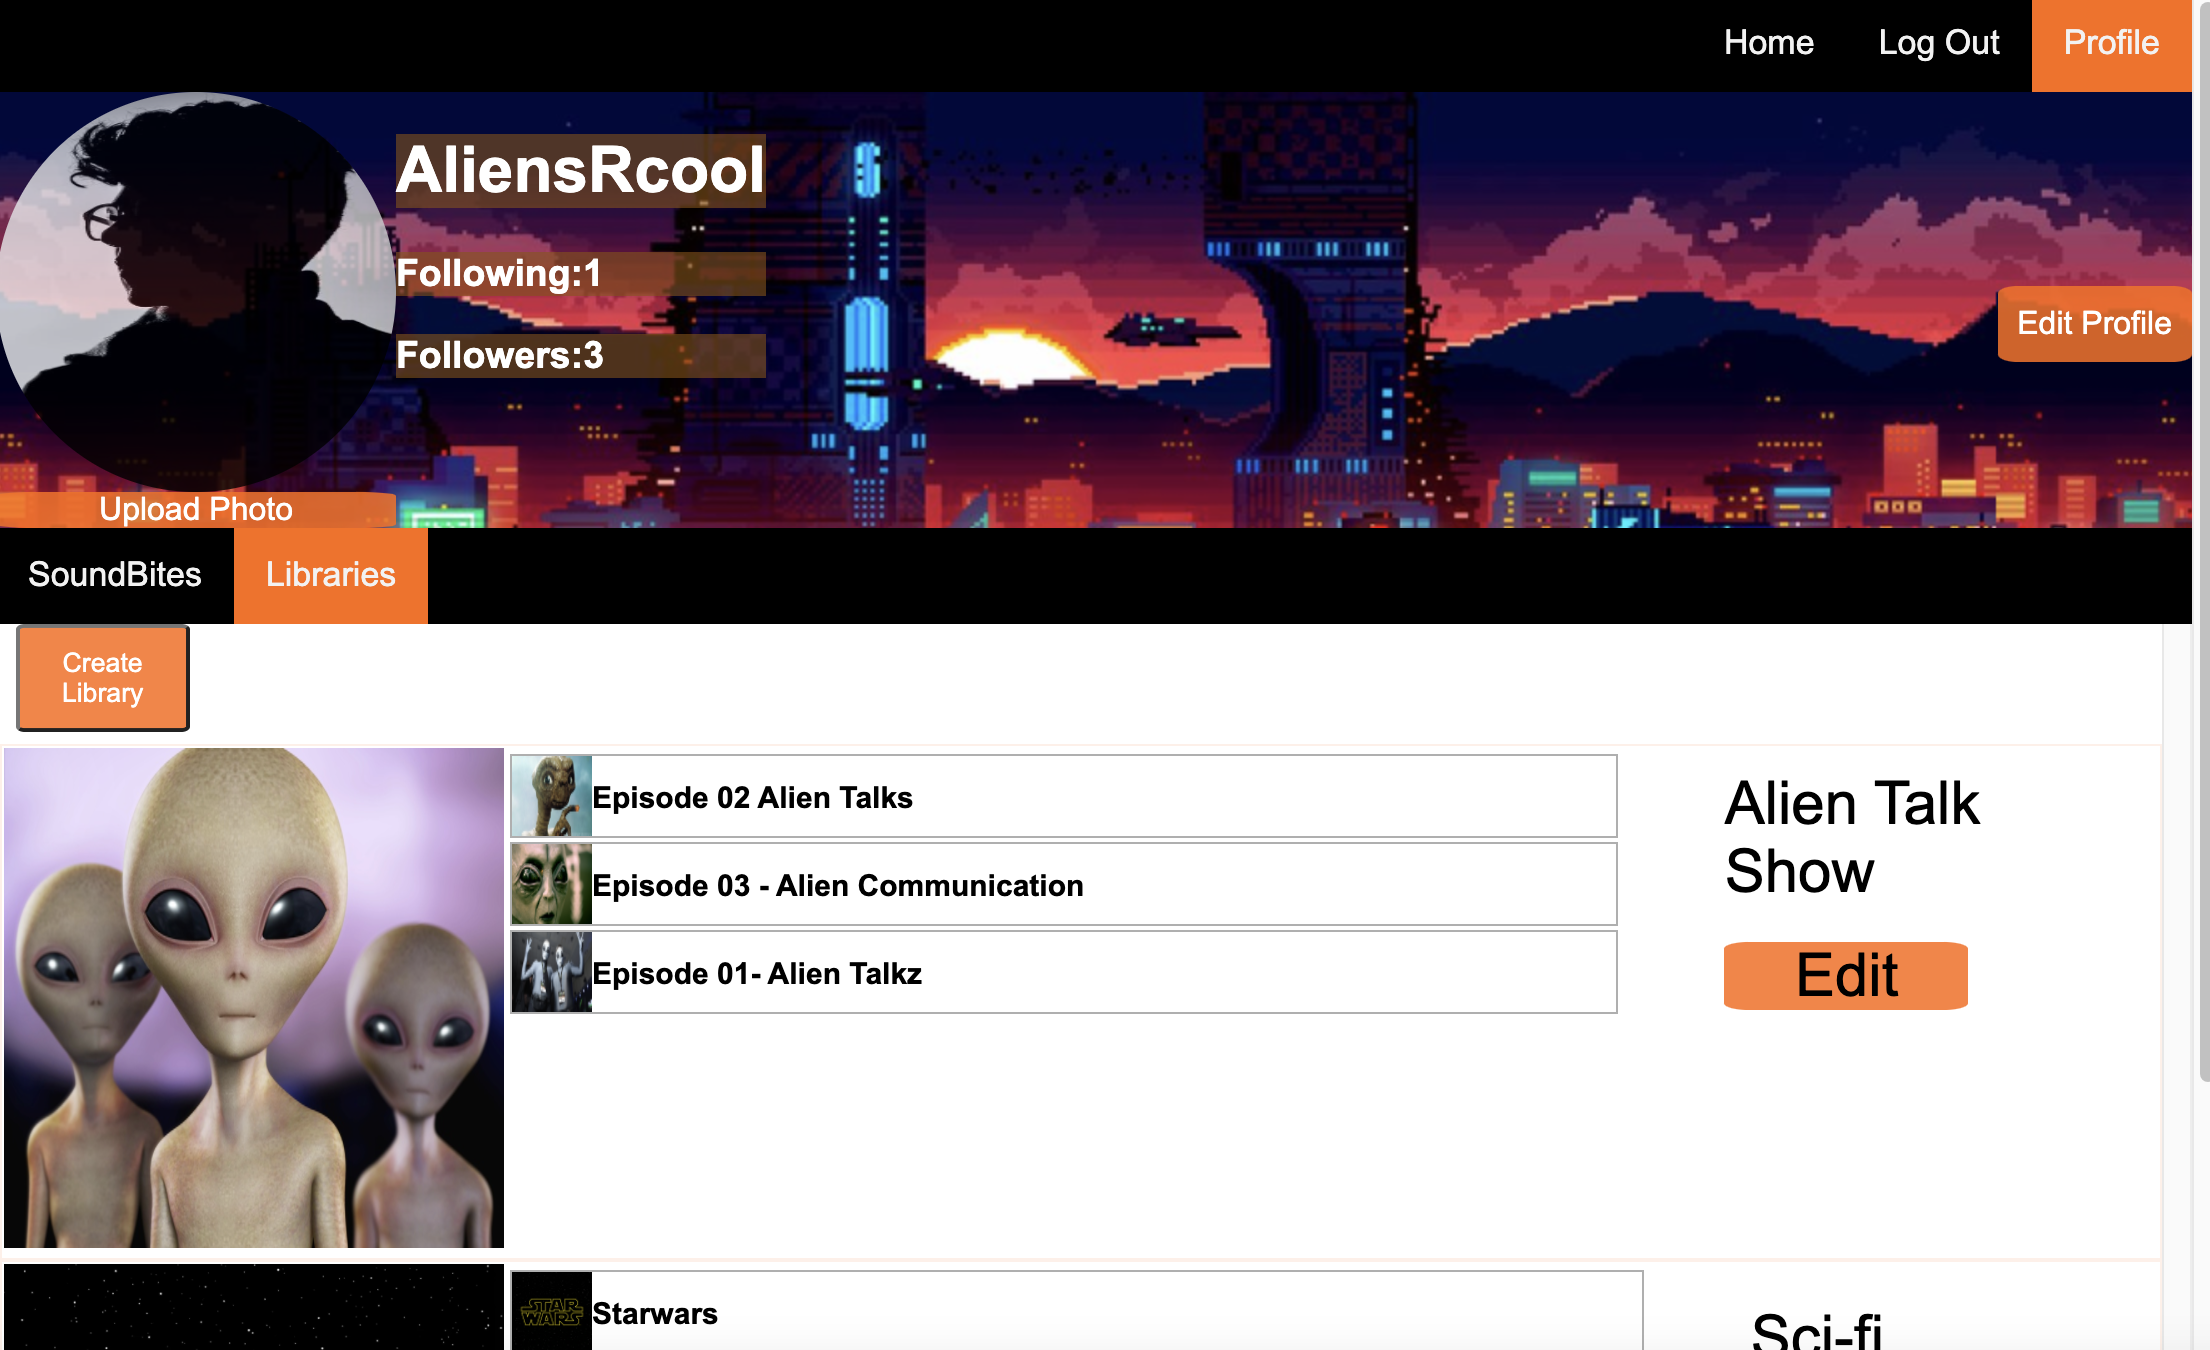 Home Log Out Profile
AliensRcool
Following:1
Followers:3
Edit Profile
Upload Photo
SoundBites Libraries
Create
Library
Episode 02 Alien Talks
Episode 03 - Alien Communication
Episode 01- Alien Talkz
Alien Talk
Show
Edit
STAR
WARS
Starwars
Sci-fi